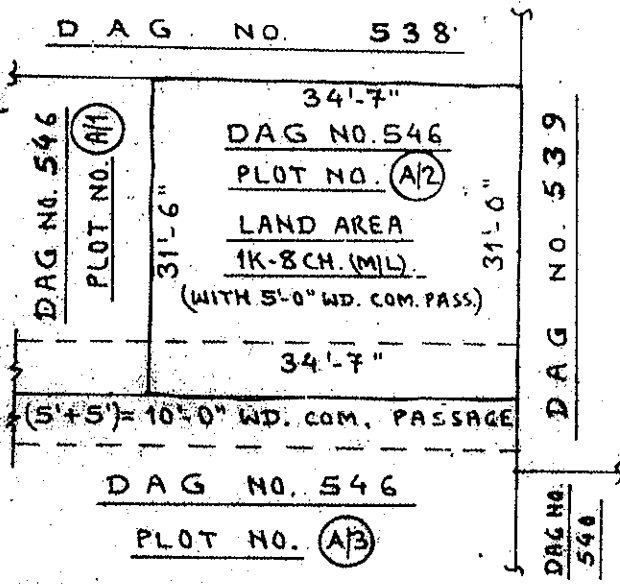 DAG NO. 538
34'-7"
DAG NO. 546
PLOT NO. A/1
31'-6"
DAG NO. 546
PLOT NO. A/2
LAND AREA
1K-8CH.(M/L).
(WITH 5'-0" WD. COM. PASS.)
31'-0"
DAG NO. 539
34'-7"
(5'+5')= 10'-0" WD. COM. PASSAGE
DAG NO. 546
PLOT NO. A/3
DAG NO.
540